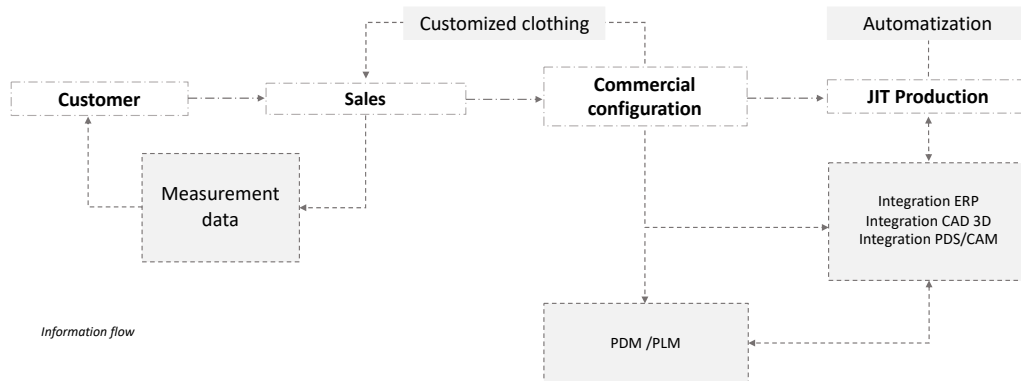 Customized clothing
Automatization
Customer
Sales
Commercial
configuration
JIT Production
Measurement
data
Integration ERP
Integration CAD 3D
Integration PDS/CAM
Information flow
PDM /PLM